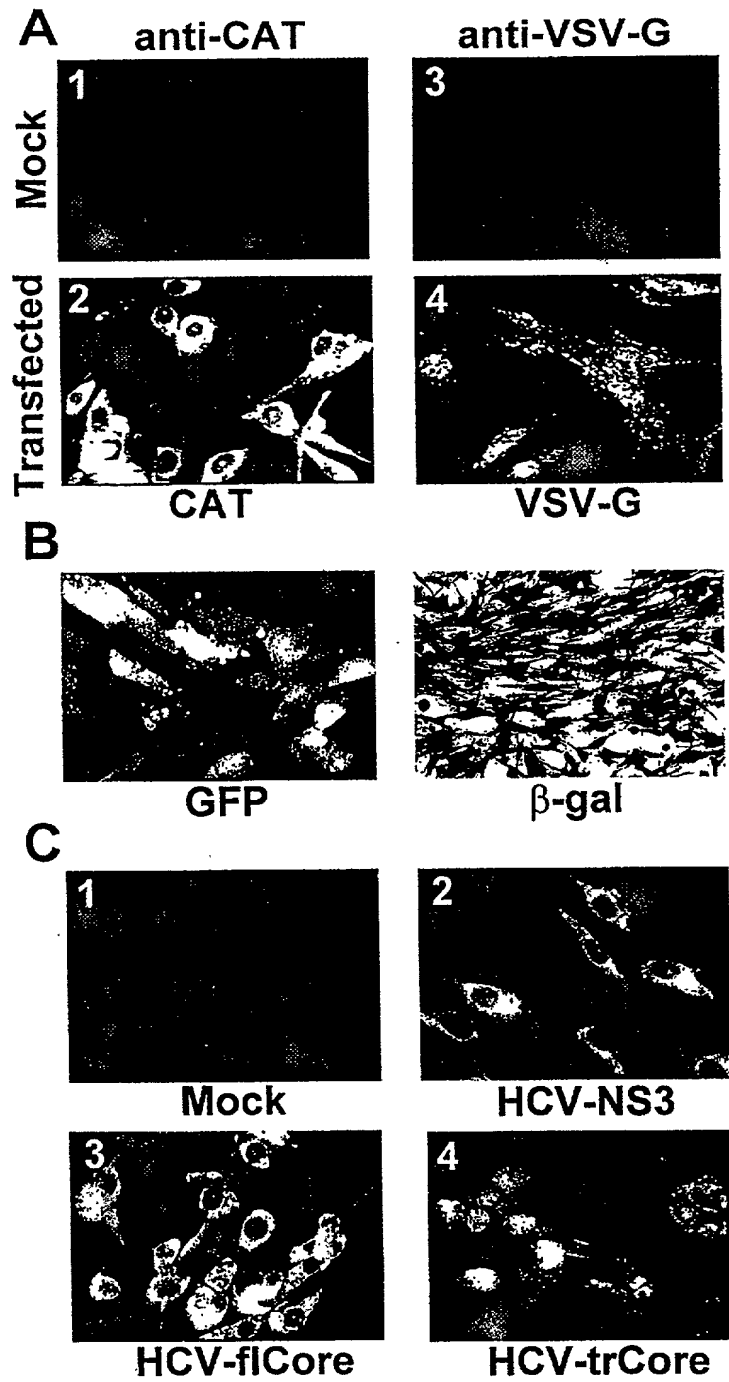 A
anti-CAT anti-VSV-G
Mock
1 3
Transfected
2 4
CAT VSV-G
B
GFP β-gal
C
1 2
Mock HCV-NS3
3 4
HCV-flCore HCV-trCore